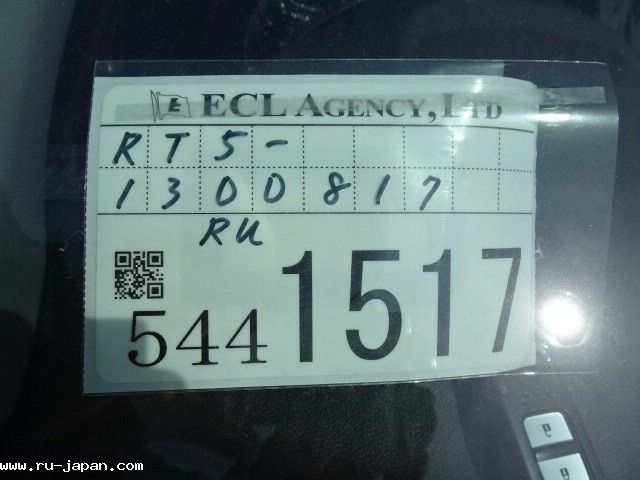 E ECL AGENCY, LTD
RT5-
1300817
RU
544 1517
www.ru-japan.com